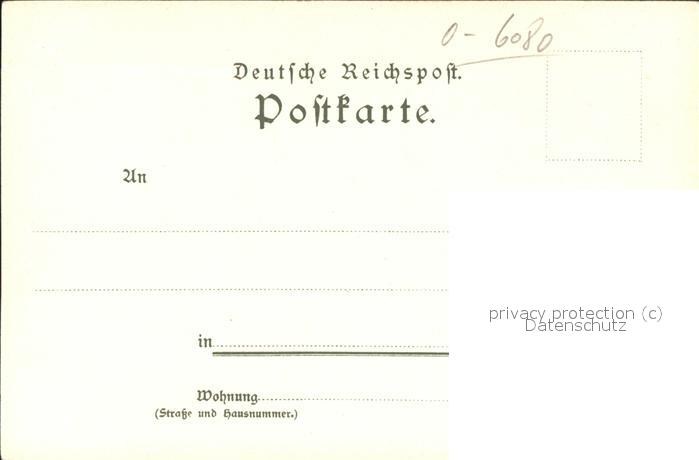 0 - 6080
Deutsche Reichspost.
Postkarte.
An
in
Wohnung
(Straße und Hausnummer.)
privacy protection (c)
Datenschutz